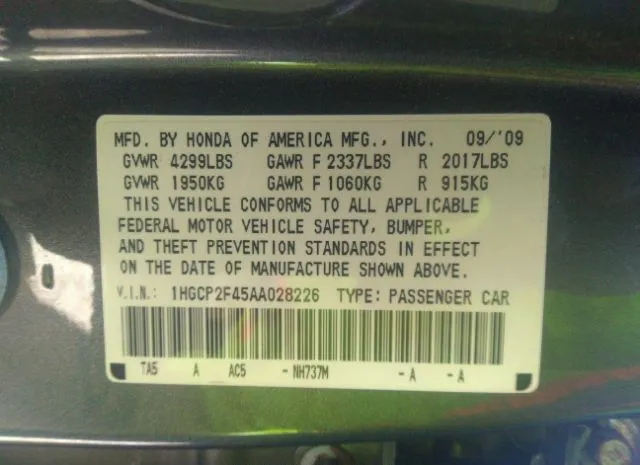 MFD. BY HONDA OF AMERICA MFG., INC. 09/'09
GVWR 4299LBS GAWR F 2337LBS R 2017LBS
GVWR 1950KG GAWR F 1060KG R 915KG
THIS VEHICLE CONFORMS TO ALL APPLICABLE
FEDERAL MOTOR VEHICLE SAFETY, BUMPER,
AND THEFT PREVENTION STANDARDS IN EFFECT
ON THE DATE OF MANUFACTURE SHOWN ABOVE.
V.I.N.: 1HGCP2F45AA028226 TYPE: PASSENGER CAR
TA5 A AC5 - NH737M - A - A